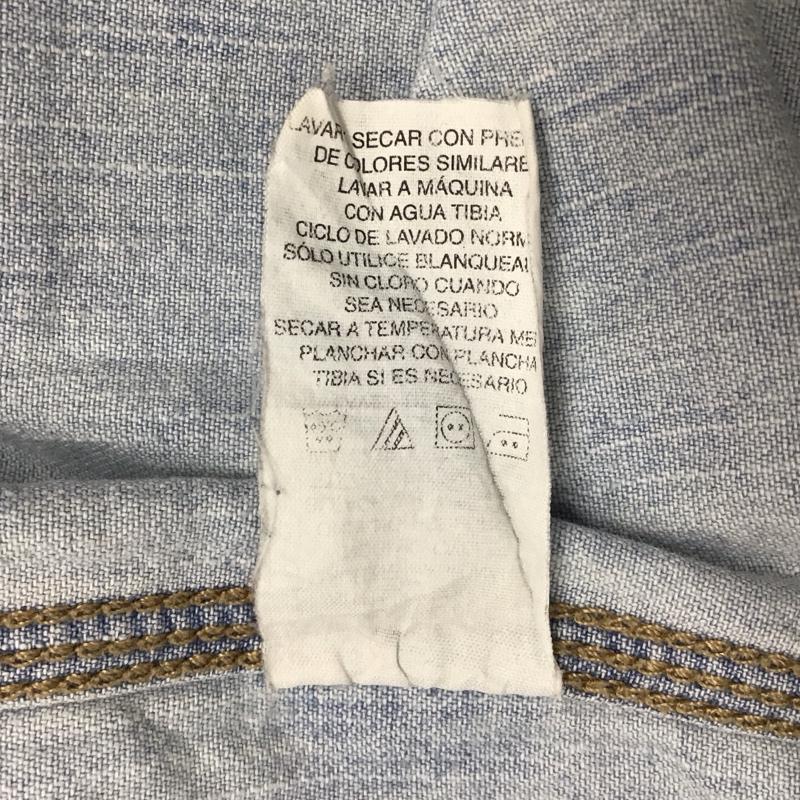 LAVAR SECAR CON PRE
DE COLORES SIMILARE
LAVAR A MÁQUINA
CON AGUA TIBIA
CICLO DE LAVADO NORM
SÓLO UTILICE BLANQUEAD
SIN CLORO CUANDO
SEA NECESARIO
SECAR A TEMPERATURA ME
PLANCHAR CON PLANCHA
TIBIA SI ES NECESARIO